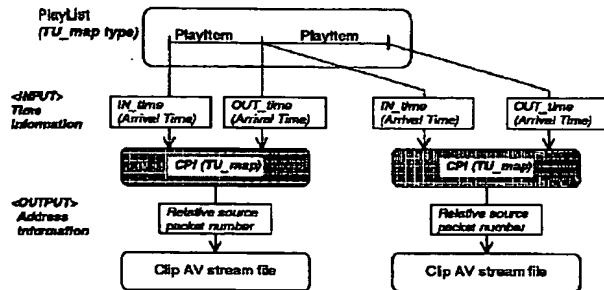 PlayList
(TU_map type)
PlayItem
PlayItem
<INPUT>
Time
Information
IN_time
(Arrival Time)
OUT_time
(Arrival Time)
IN_time
(Arrival Time)
OUT_time
(Arrival Time)
CPI (TU_map)
CPI (TU_map)
<OUTPUT>
Address
Information
Relative source
packet number
Relative source
packet number
Clip AV stream file
Clip AV stream file